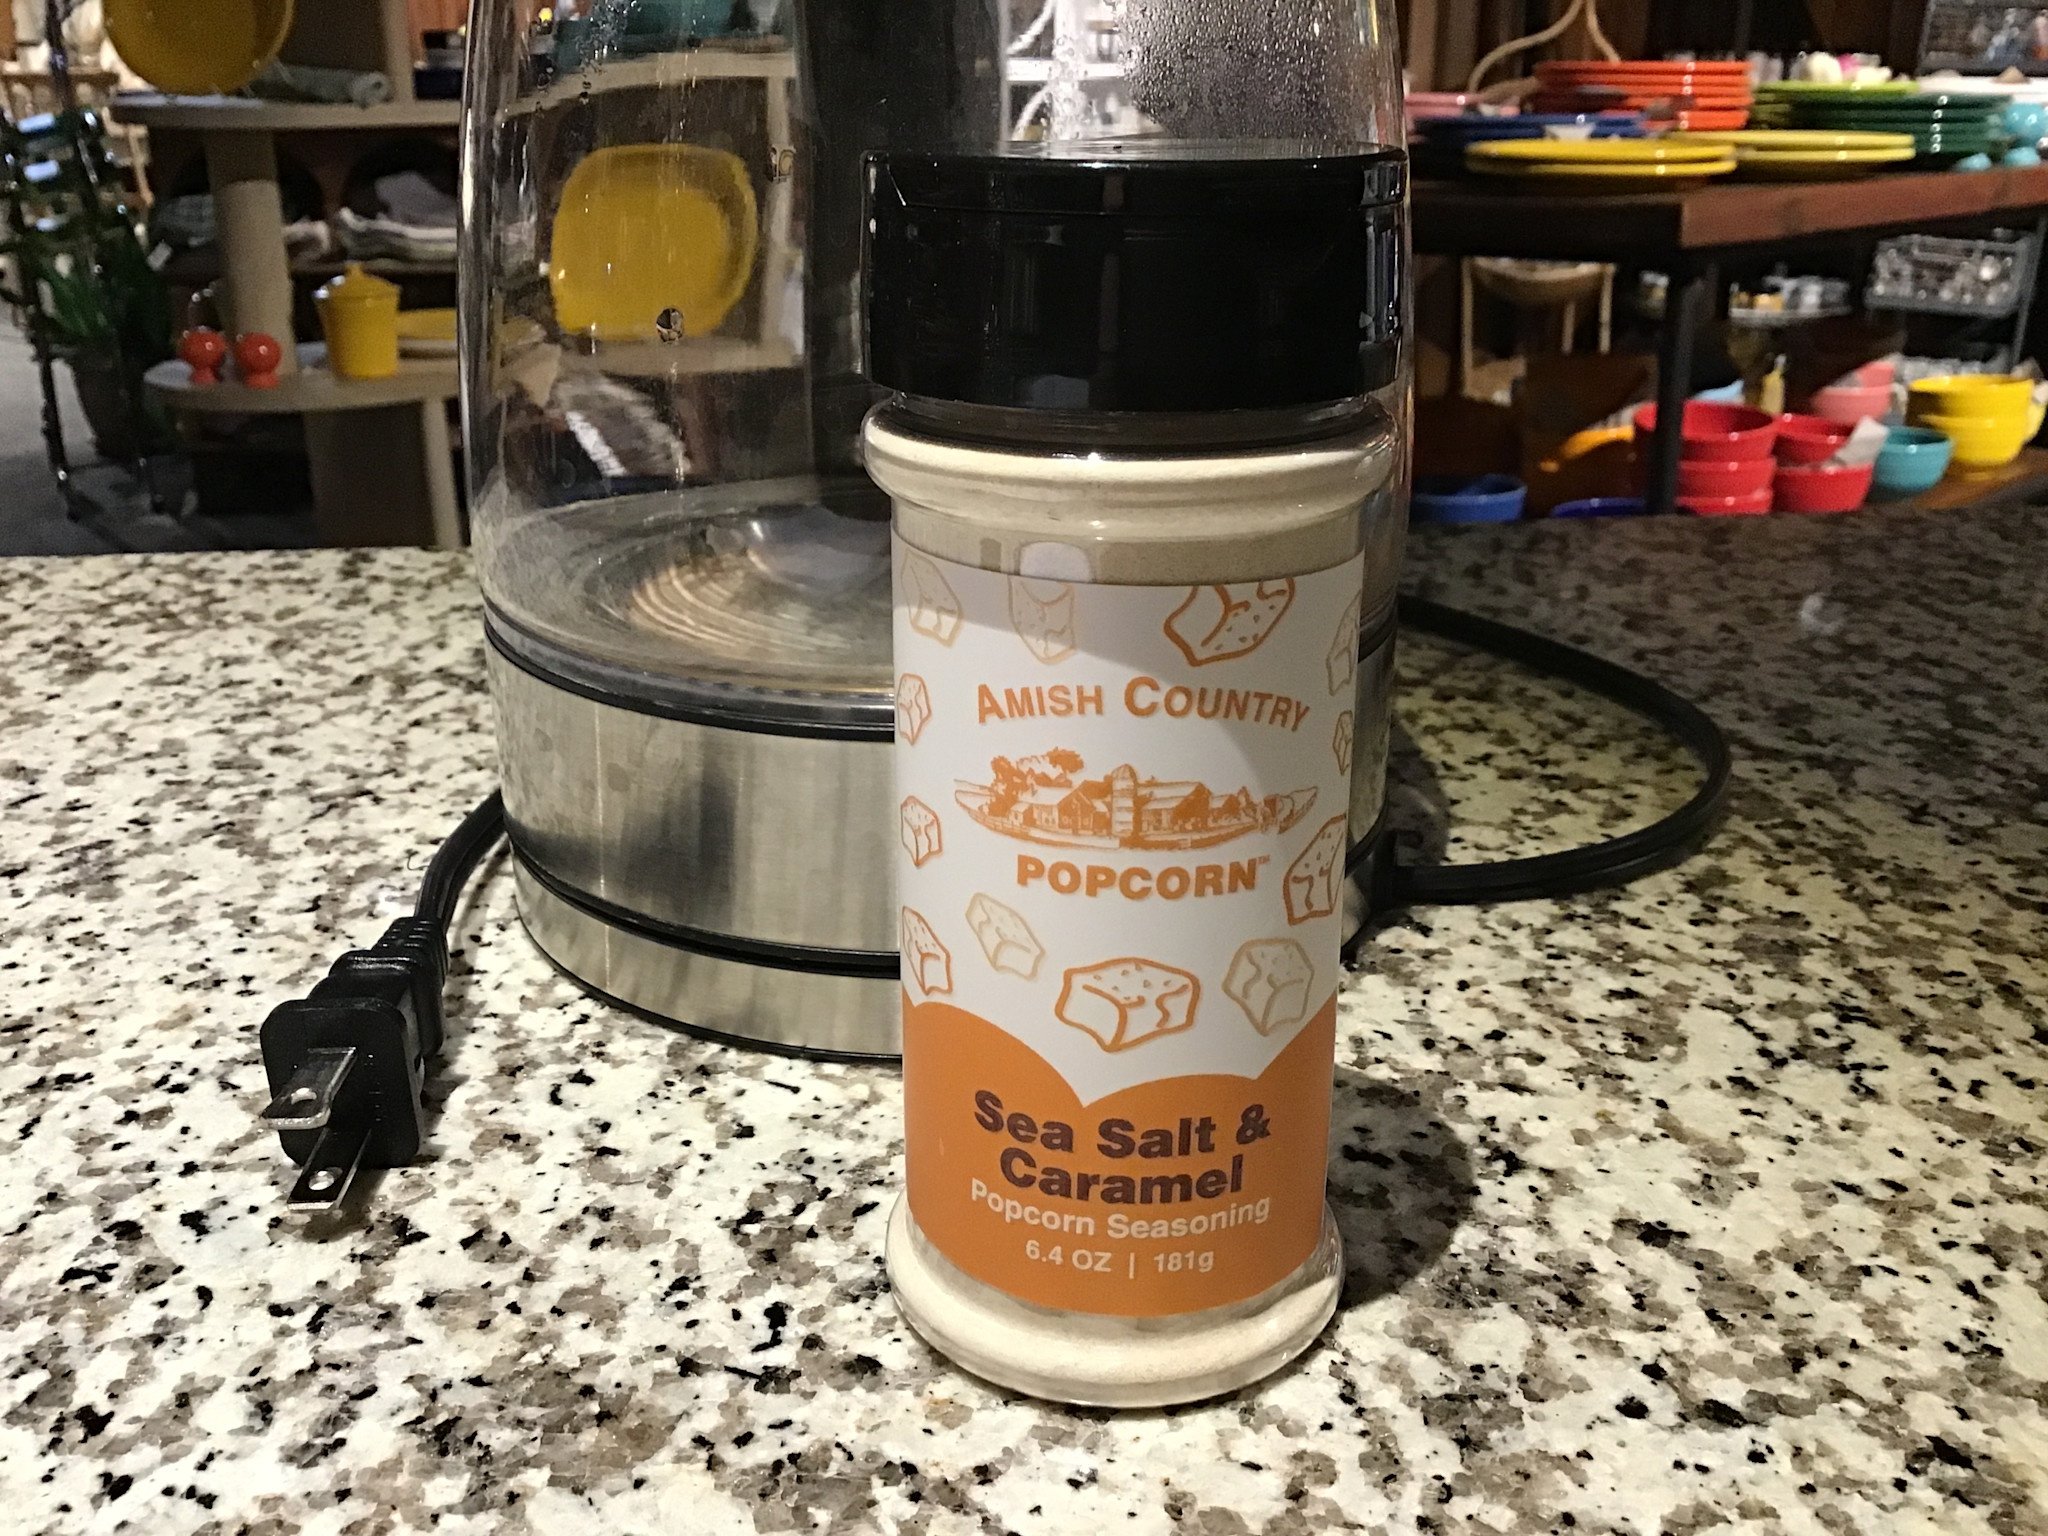 AMISH COUNTRY
POPCORN™
Sea Salt &
Caramel
Popcorn Seasoning
6.4 OZ | 181g